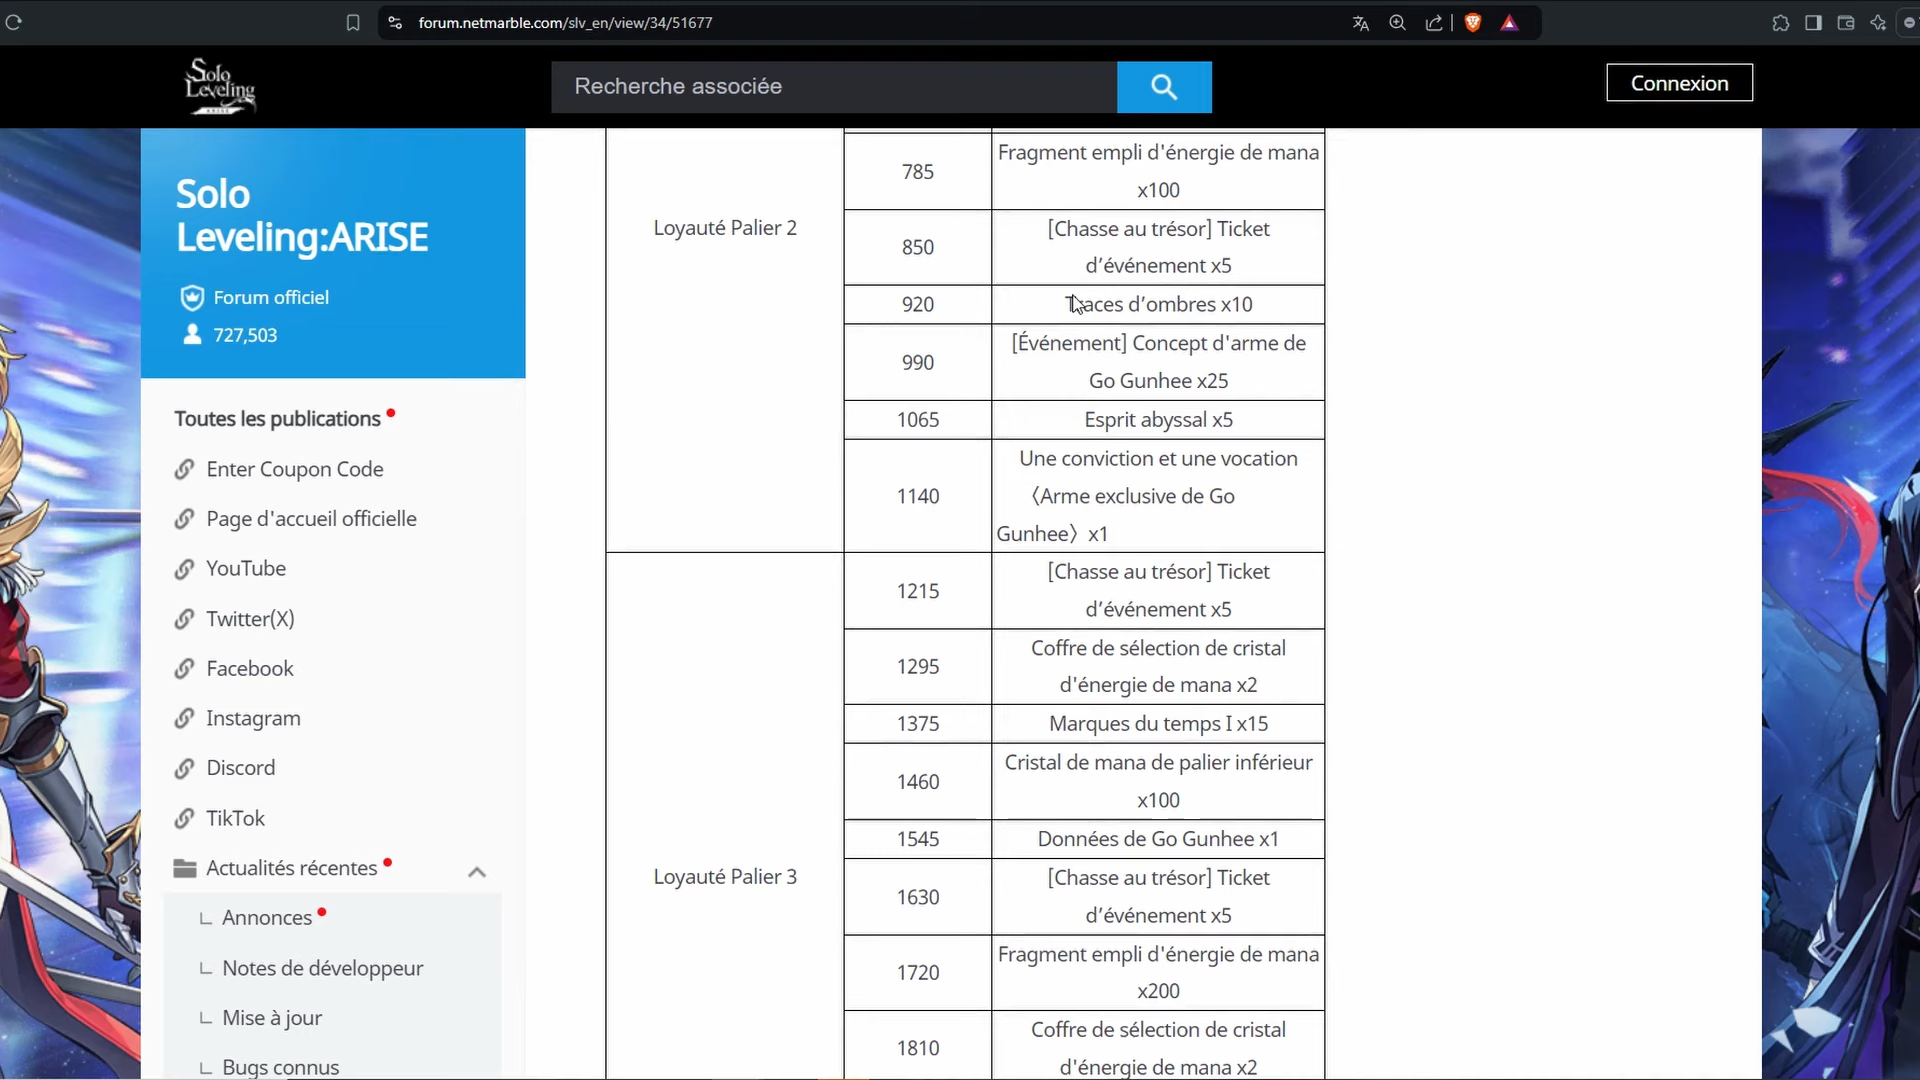 forum.netmarble.com/slv_en/view/34/51677
Solo
Leveling
ARISE
Recherche associée
Connexion
Solo
Leveling:ARISE
Forum officiel
727,503
Toutes les publications
Enter Coupon Code
Page d'accueil officielle
YouTube
Twitter(X)
Facebook
Instagram
Discord
TikTok
Actualités récentes
Annonces
Notes de développeur
Mise à jour
Bugs connus
Loyauté Palier 2
785
Fragment empli d'énergie de mana
x100
850
[Chasse au trésor] Ticket
d’événement x5
920
Traces d’ombres x10
990
[Événement] Concept d'arme de
Go Gunhee x25
1065
Esprit abyssal x5
1140
Une conviction et une vocation
〈Arme exclusive de Go
Gunhee〉x1
Loyauté Palier 3
1215
[Chasse au trésor] Ticket
d’événement x5
1295
Coffre de sélection de cristal
d'énergie de mana x2
1375
Marques du temps I x15
1460
Cristal de mana de palier inférieur
x100
1545
Données de Go Gunhee x1
1630
[Chasse au trésor] Ticket
d’événement x5
1720
Fragment empli d'énergie de mana
x200
1810
Coffre de sélection de cristal
d'énergie de mana x2